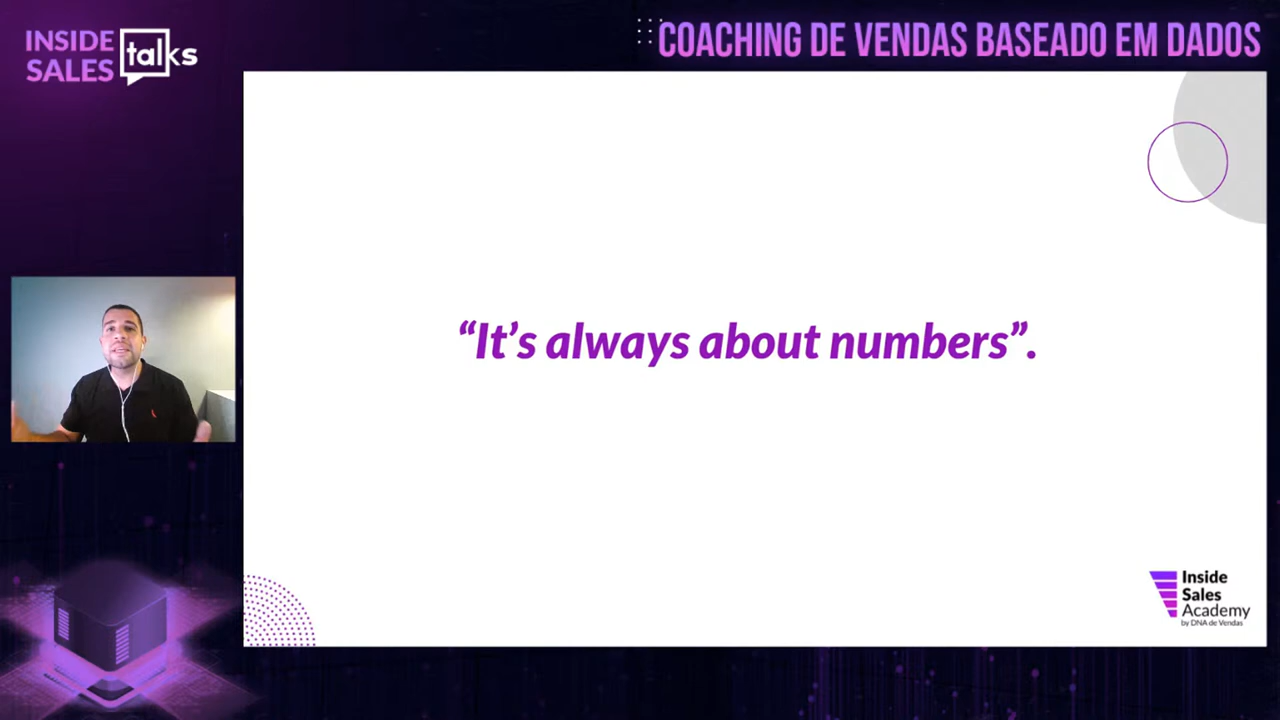 INSIDE
SALES
talks
COACHING DE VENDAS BASEADO EM DADOS
“It’s always about numbers”.
Inside
Sales
Academy
by DNA de Vendas